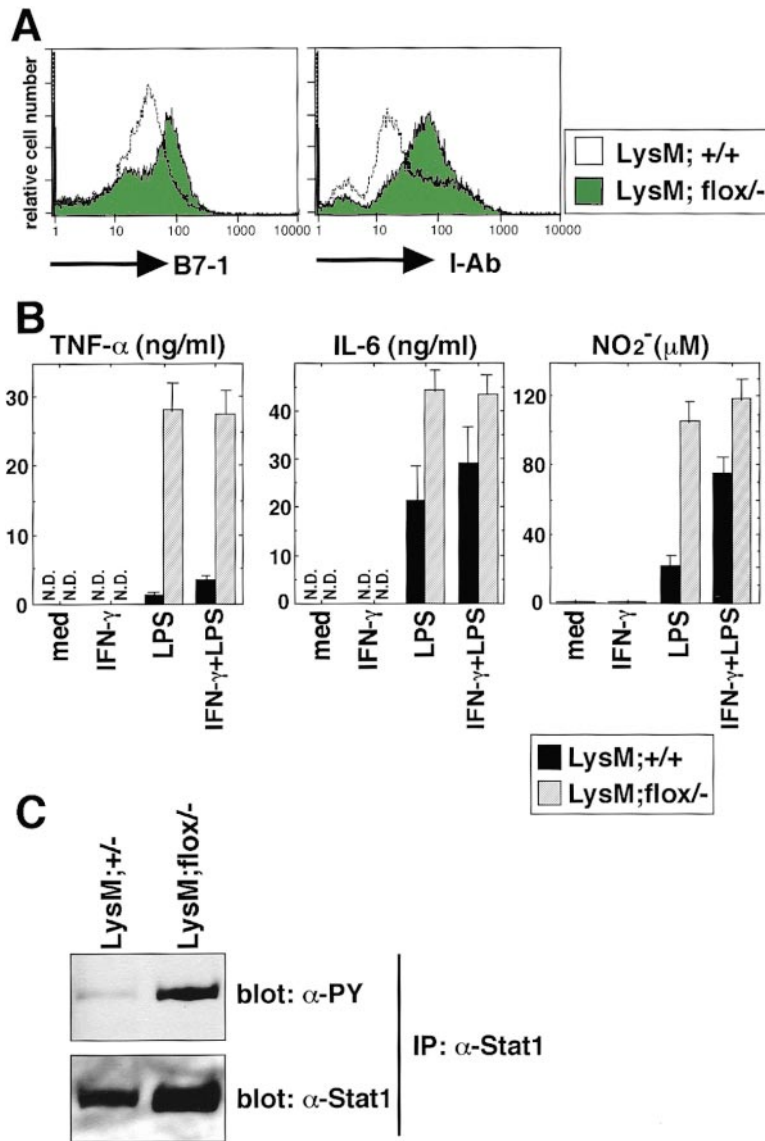 A
relative cell number
1 10 100 1000 10000
B7-1
1 10 100 1000 10000
I-Ab
LysM; +/+
LysM; flox/-
B
TNF-α (ng/ml)
30
20
10
0
N.D. N.D. N.D. N.D.
med IFN-γ LPS IFN-γ+LPS
IL-6 (ng/ml)
40
30
20
10
0
N.D. N.D. N.D. N.D.
med IFN-γ LPS IFN-γ+LPS
NO2-(μM)
120
80
40
0
med IFN-γ LPS IFN-γ+LPS
LysM;+/+
LysM;flox/-
C
LysM;+/-
LysM;flox/-
blot: α-PY
blot: α-Stat1
IP: α-Stat1